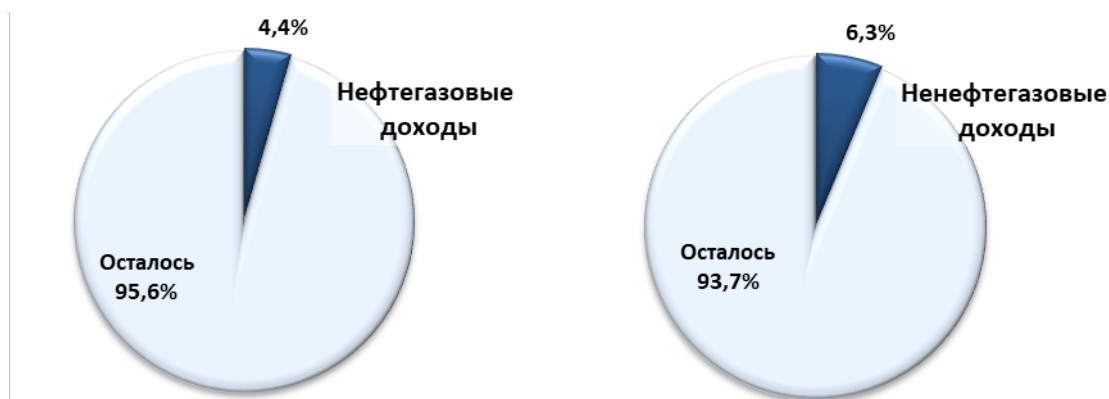 4,4%
Нефтегазовые
доходы
Осталось
95,6%
6,3%
Ненефтегазовые
доходы
Осталось
93,7%